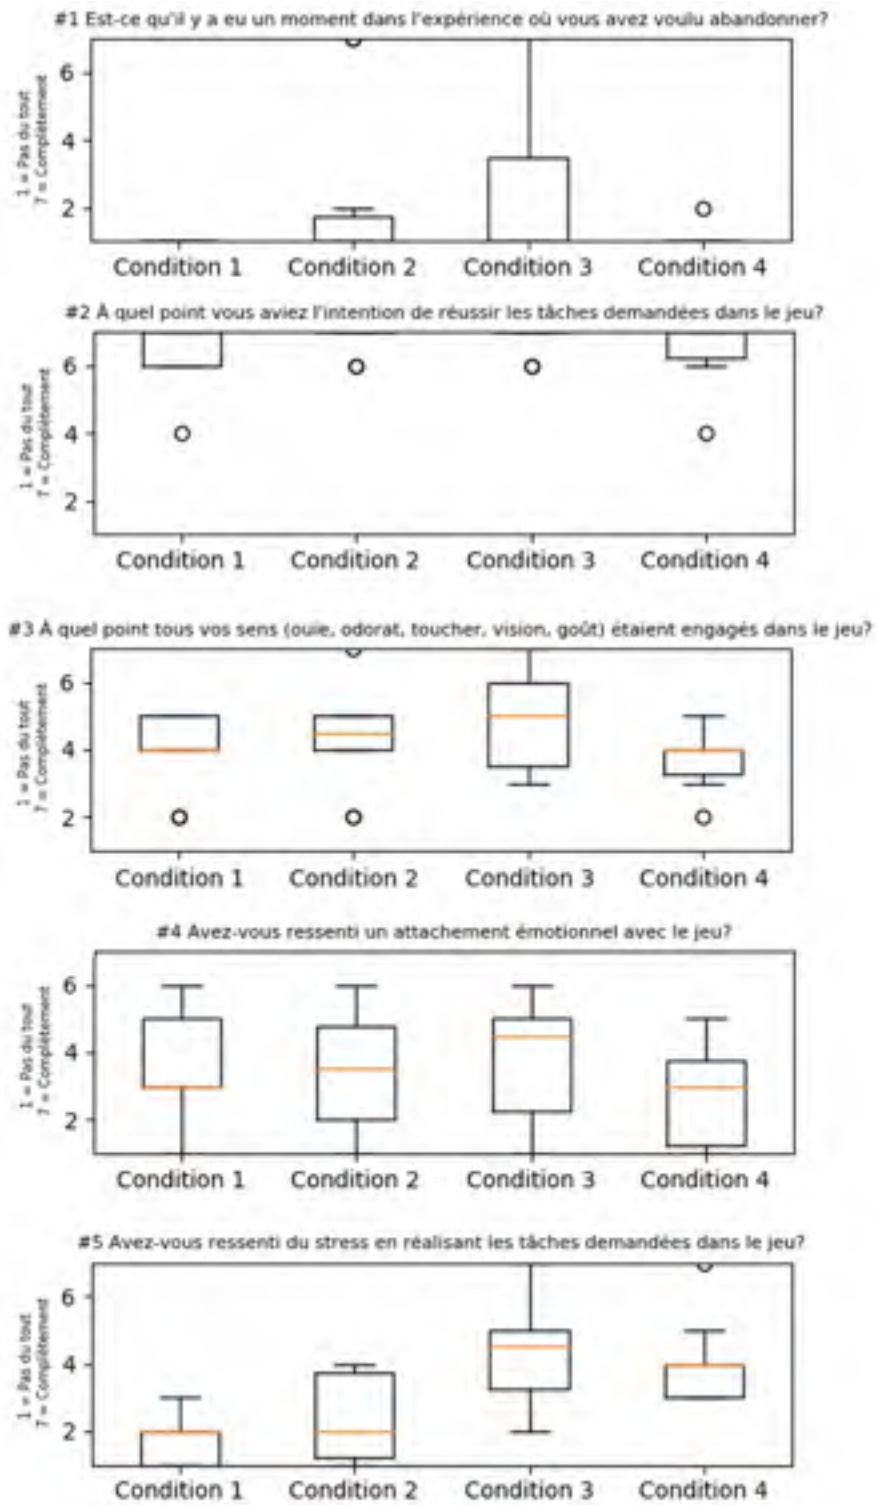 #1 Est-ce qu'il y a eu un moment dans l'expérience où vous avez voulu abandonner?
1 = Pas du tout
7 = Complètement
6
4
2
Condition 1 Condition 2 Condition 3 Condition 4
#2 À quel point vous aviez l'intention de réussir les tâches demandées dans le jeu?
1 = Pas du tout
7 = Complètement
6
4
2
Condition 1 Condition 2 Condition 3 Condition 4
#3 À quel point tous vos sens (ouïe, odorat, toucher, vision, goût) étaient engagés dans le jeu?
1 = Pas du tout
7 = Complètement
6
4
2
Condition 1 Condition 2 Condition 3 Condition 4
#4 Avez-vous ressenti un attachement émotionnel avec le jeu?
1 = Pas du tout
7 = Complètement
6
4
2
Condition 1 Condition 2 Condition 3 Condition 4
#5 Avez-vous ressenti du stress en réalisant les tâches demandées dans le jeu?
1 = Pas du tout
7 = Complètement
6
4
2
Condition 1 Condition 2 Condition 3 Condition 4